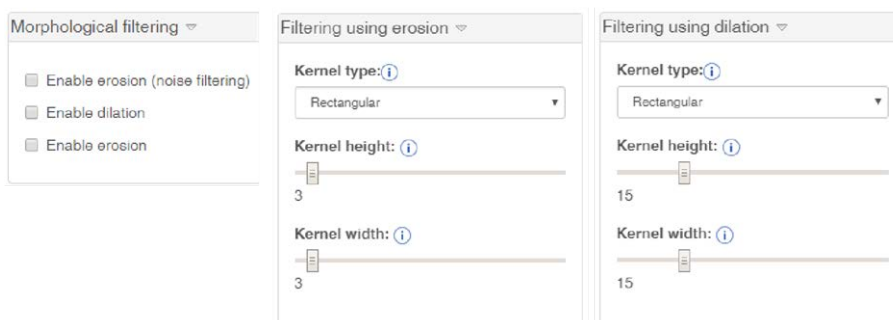 Morphological filtering
Enable erosion (noise filtering)
Enable dilation
Enable erosion
Filtering using erosion
Kernel type:
Rectangular
Kernel height:
3
Kernel width:
3
Filtering using dilation
Kernel type:
Rectangular
Kernel height:
15
Kernel width:
15